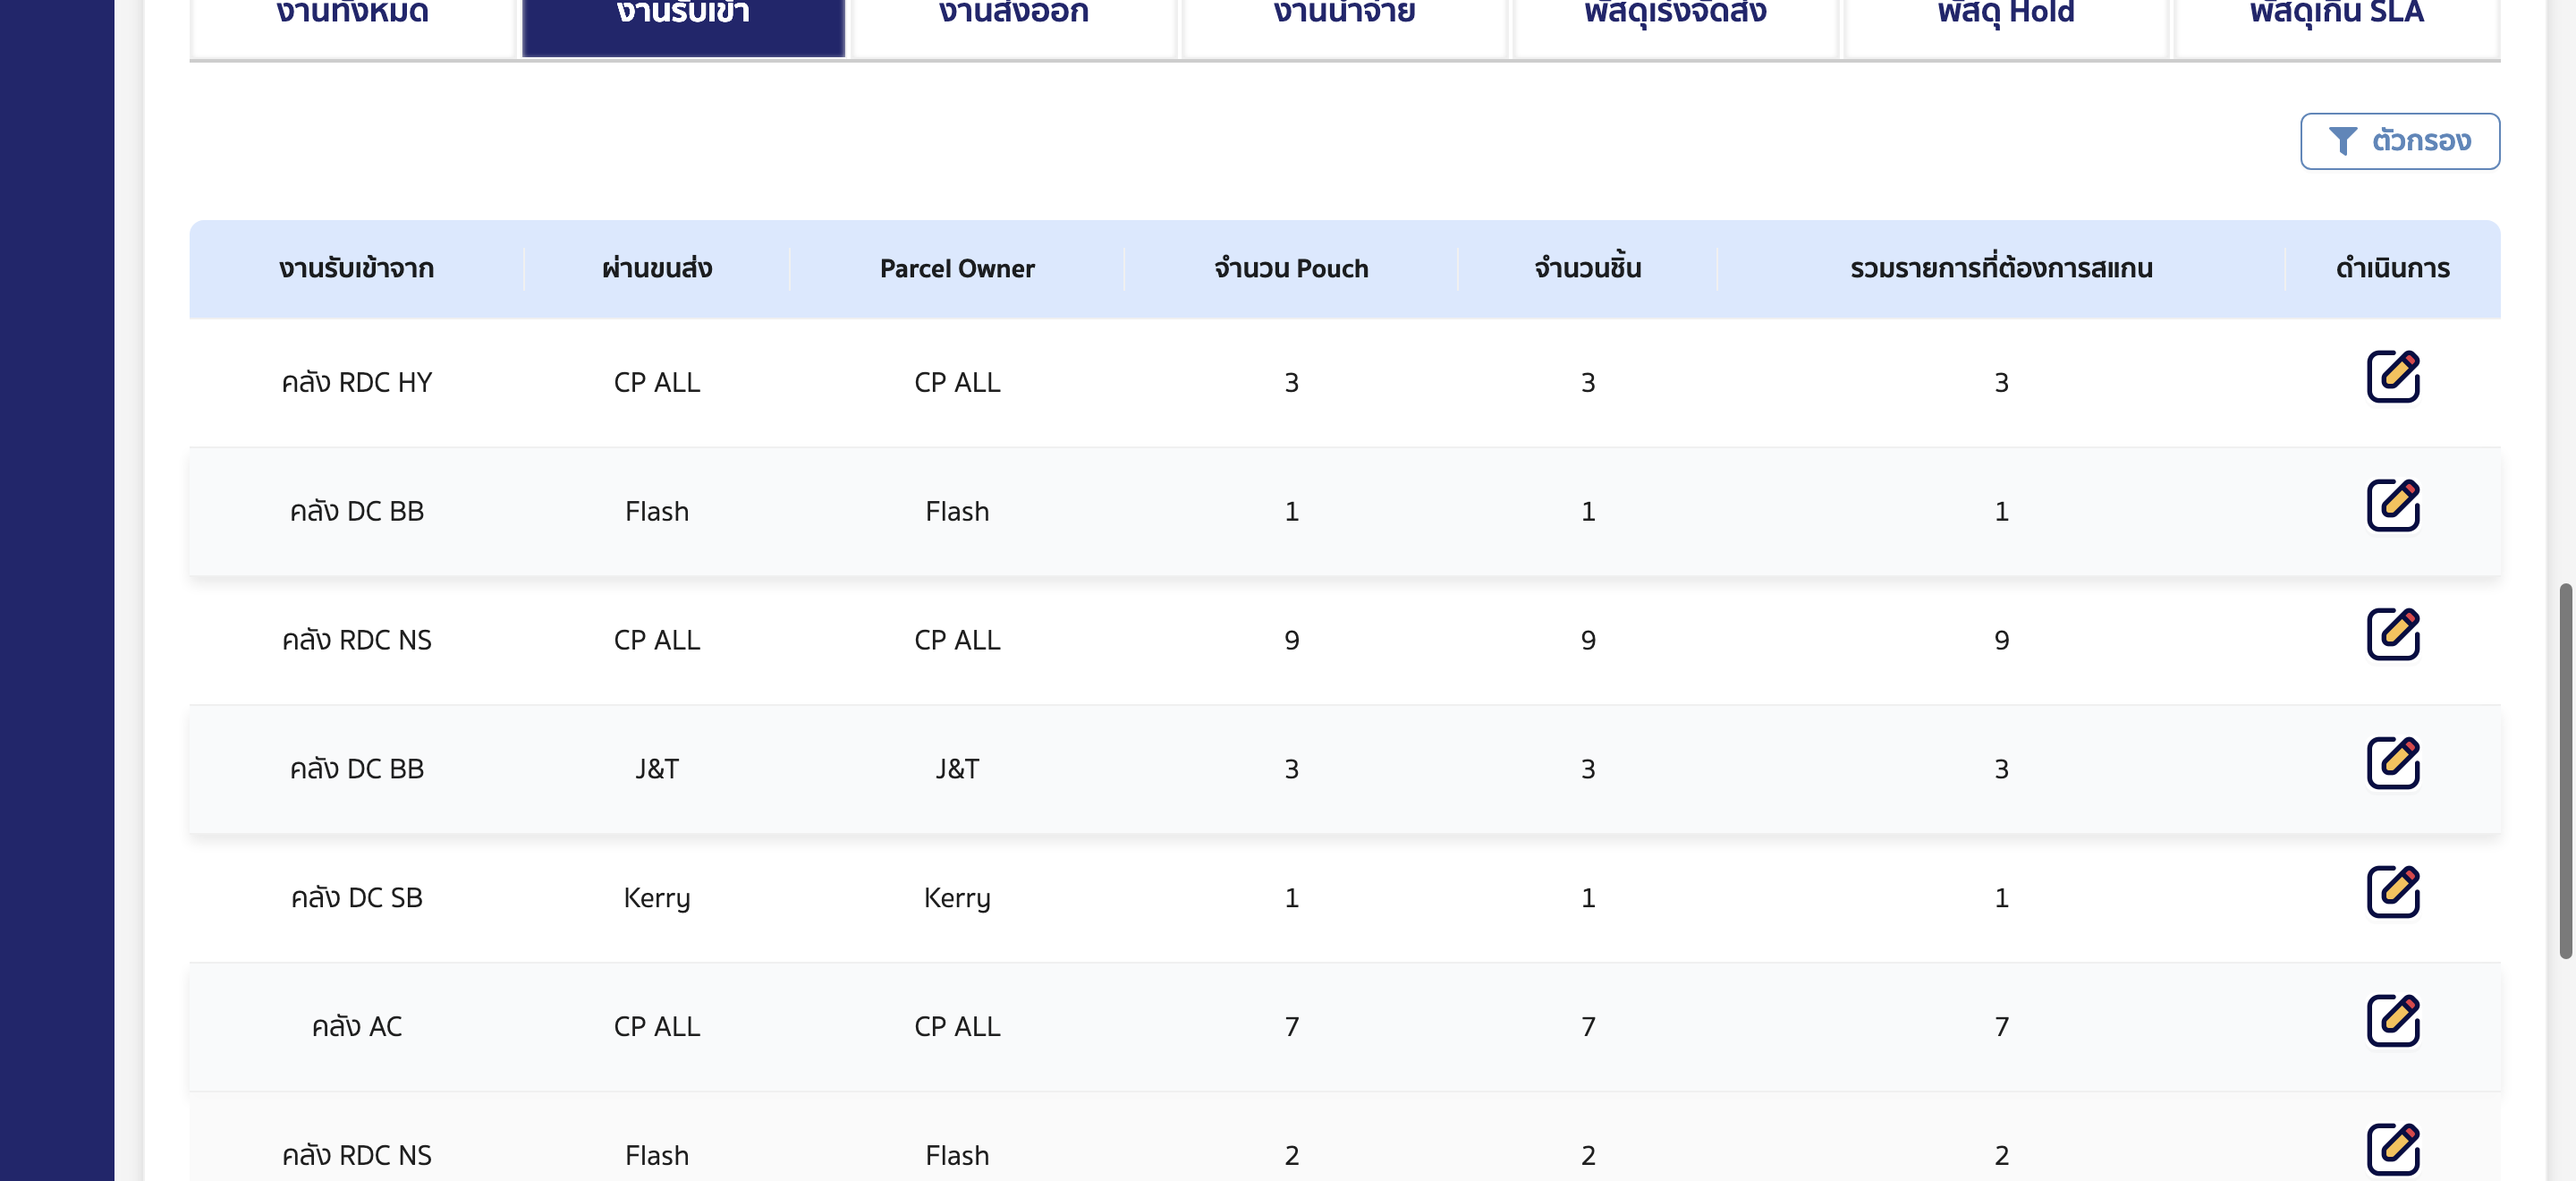 งานทั้งหมด งานรับเข้า งานส่งออก งานนำจ่าย พัสดุเร่งจัดส่ง พัสดุ Hold พัสดุเกิน SLA
ตัวกรอง
งานรับเข้าจาก ผ่านขนส่ง Parcel Owner จำนวน Pouch จำนวนชิ้น รวมรายการที่ต้องการสแกน ดำเนินการ
คลัง RDC HY CP ALL CP ALL 3 3 3
คลัง DC BB Flash Flash 1 1 1
คลัง RDC NS CP ALL CP ALL 9 9 9
คลัง DC BB J&T J&T 3 3 3
คลัง DC SB Kerry Kerry 1 1 1
คลัง AC CP ALL CP ALL 7 7 7
คลัง RDC NS Flash Flash 2 2 2